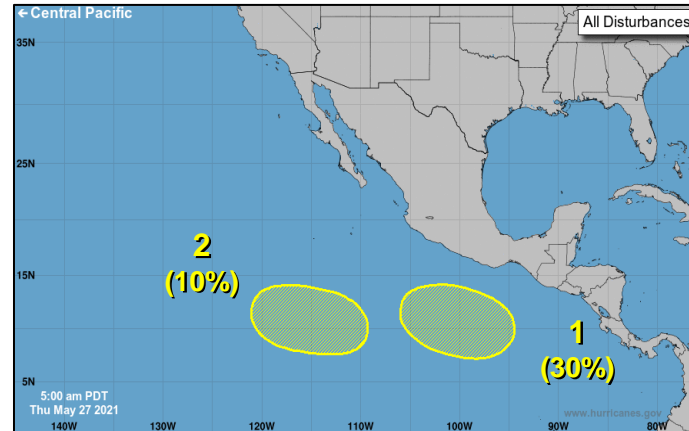 ←Central Pacific
All Disturbances
35N
25N
2
(10%)
15N
1
(30%)
5N
5:00 am PDT
Thu May 27 2021
www.hurricanes.gov
140W 130W 120W 110W 100W 90W 80W